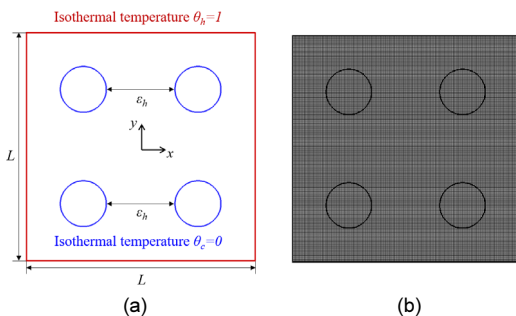 Isothermal temperature θh=1
εh
y
x
L
εh
Isothermal temperature θc=0
L
(a)
(b)